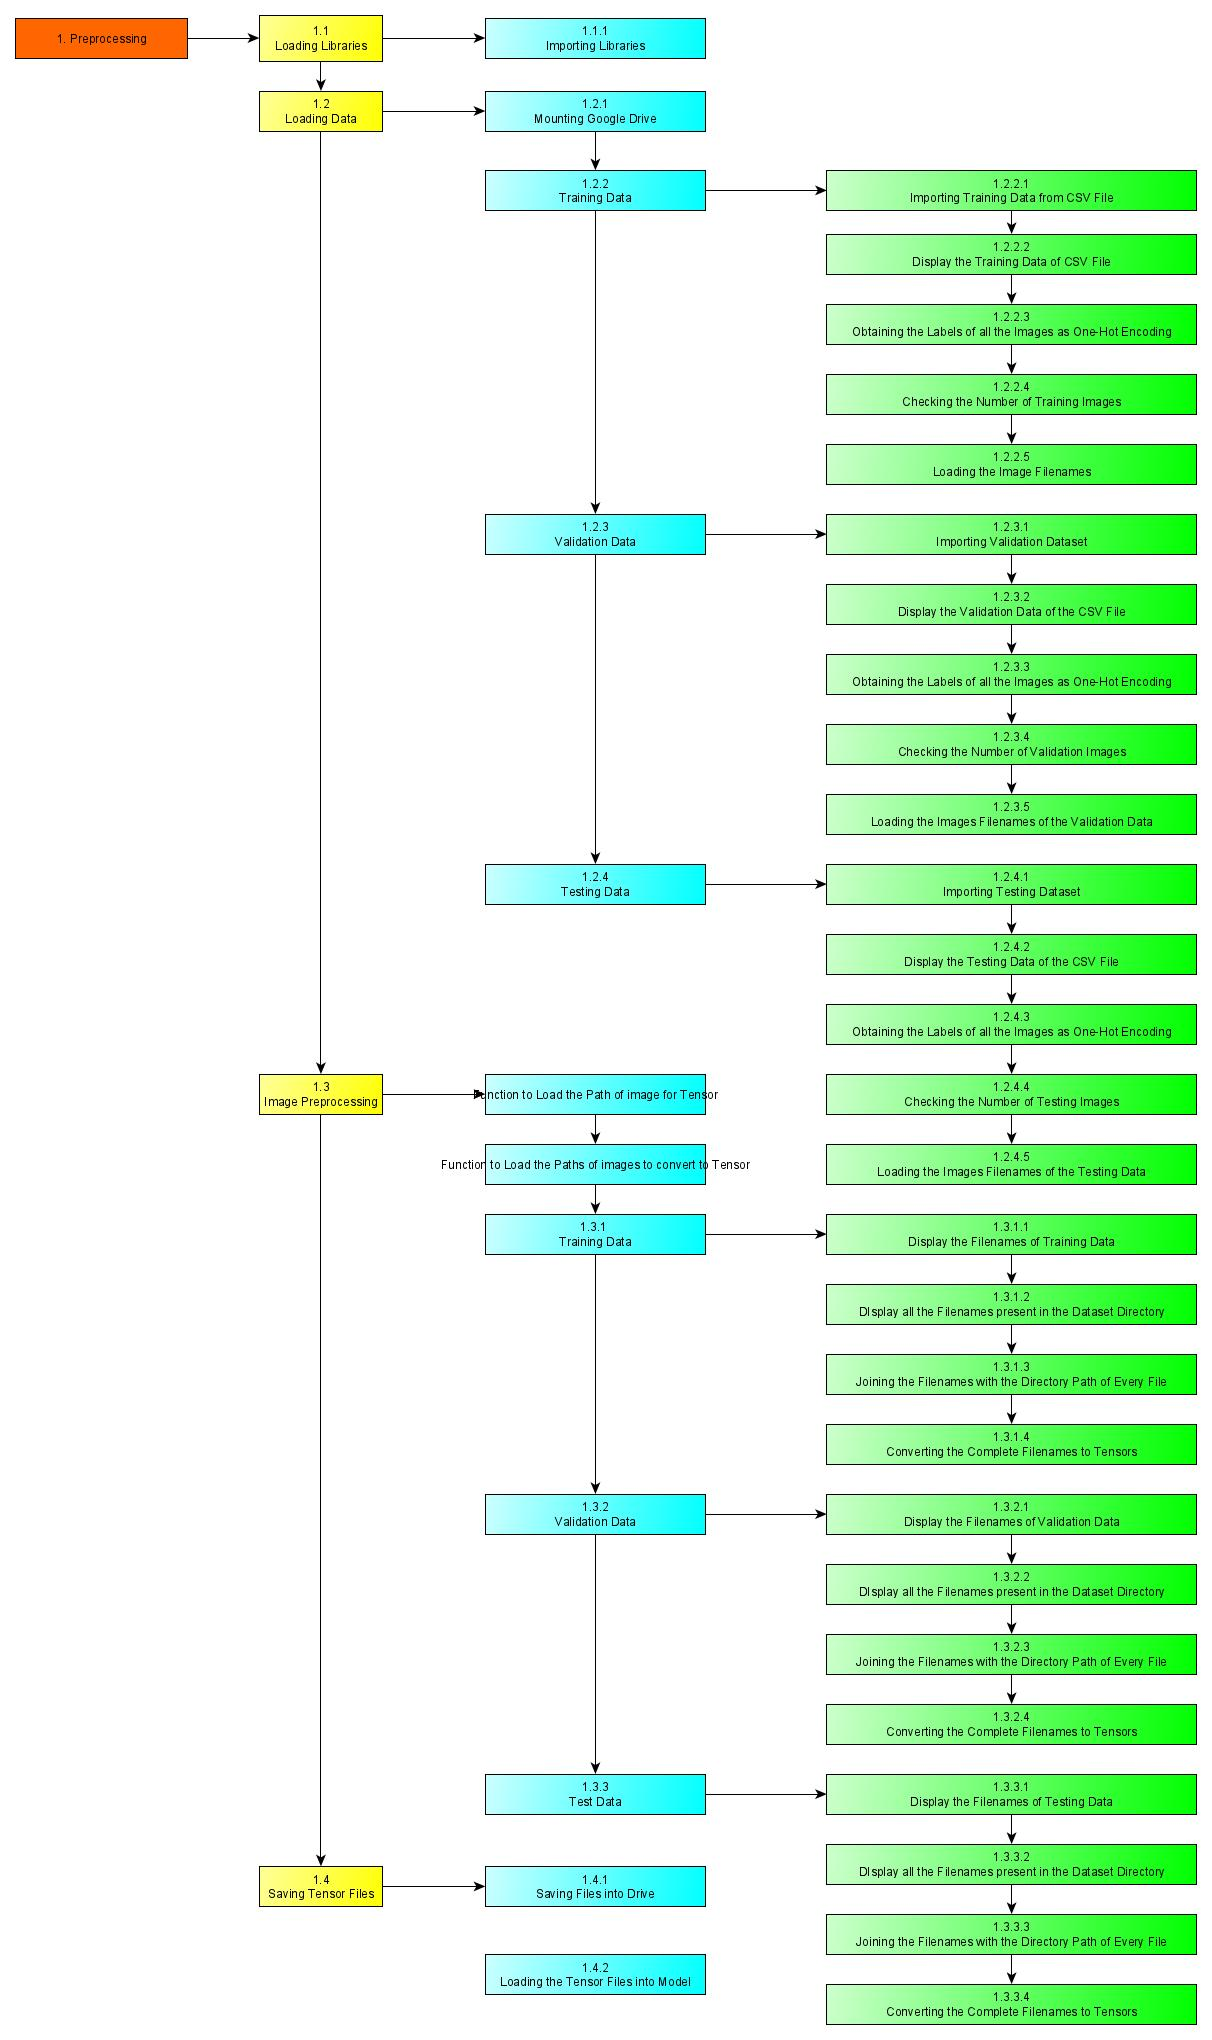 1. Preprocessing
1.1
Loading Libraries
1.1.1
Importing Libraries
1.2
Loading Data
1.2.1
Mounting Google Drive
1.2.2
Training Data
1.2.2.1
Importing Training Data from CSV File
1.2.2.2
Display the Training Data of CSV File
1.2.2.3
Obtaining the Labels of all the Images as One-Hot Encoding
1.2.2.4
Checking the Number of Training Images
1.2.2.5
Loading the Image Filenames
1.2.3
Validation Data
1.2.3.1
Importing Validation Dataset
1.2.3.2
Display the Validation Data of the CSV File
1.2.3.3
Obtaining the Labels of all the Images as One-Hot Encoding
1.2.3.4
Checking the Number of Validation Images
1.2.3.5
Loading the Images Filenames of the Validation Data
1.2.4
Testing Data
1.2.4.1
Importing Testing Dataset
1.2.4.2
Display the Testing Data of the CSV File
1.2.4.3
Obtaining the Labels of all the Images as One-Hot Encoding
1.2.4.4
Checking the Number of Testing Images
1.2.4.5
Loading the Images Filenames of the Testing Data
1.3
Image Preprocessing
Function to Load the Path of image for Tensor
Function to Load the Paths of images to convert to Tensor
1.3.1
Training Data
1.3.1.1
Display the Filenames of Training Data
1.3.1.2
DIsplay all the Filenames present in the Dataset Directory
1.3.1.3
Joining the Filenames with the Directory Path of Every File
1.3.1.4
Converting the Complete Filenames to Tensors
1.3.2
Validation Data
1.3.2.1
Display the Filenames of Validation Data
1.3.2.2
DIsplay all the Filenames present in the Dataset Directory
1.3.2.3
Joining the Filenames with the Directory Path of Every File
1.3.2.4
Converting the Complete Filenames to Tensors
1.3.3
Test Data
1.3.3.1
Display the Filenames of Testing Data
1.3.3.2
DIsplay all the Filenames present in the Dataset Directory
1.3.3.3
Joining the Filenames with the Directory Path of Every File
1.3.3.4
Converting the Complete Filenames to Tensors
1.4
Saving Tensor Files
1.4.1
Saving Files into Drive
1.4.2
Loading the Tensor Files into Model